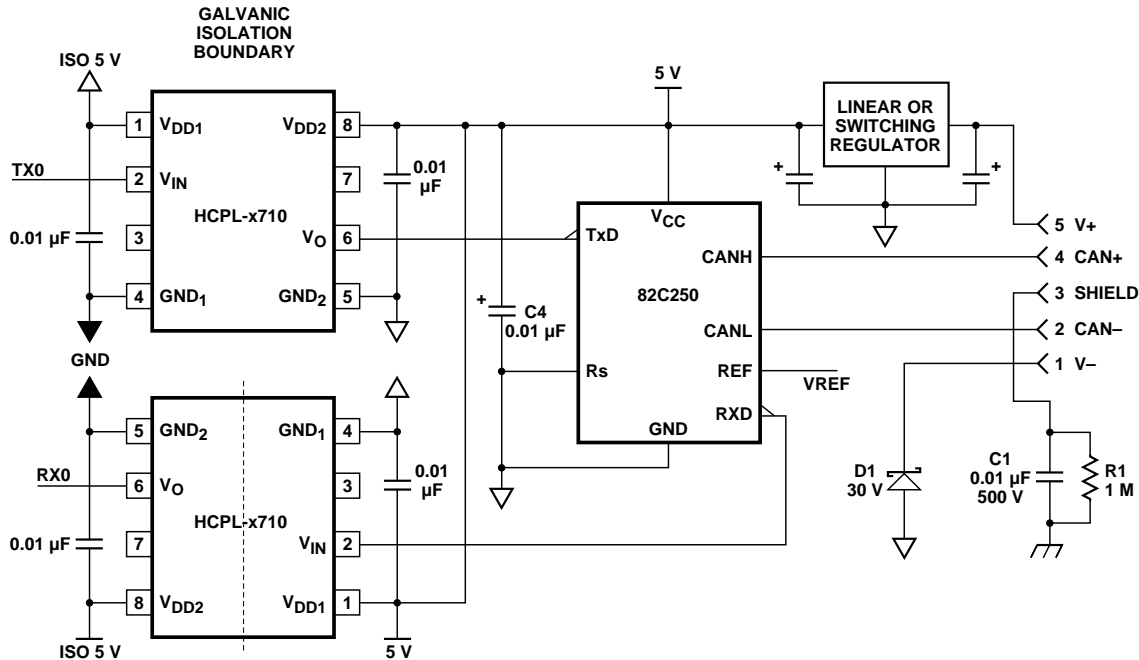 GALVANIC
ISOLATION
BOUNDARY
ISO 5 V
5 V
LINEAR OR
SWITCHING
REGULATOR
1 VDD1
VDD2 8
TX0
2 VIN
7
0.01
µF
HCPL-x710
0.01 µF
3
VO 6
4 GND1
GND2 5
GND
+
+
VCC
TxD
CANH
82C250
CANL
Rs
REF
VREF
RXD
GND
+
C4
0.01 µF
5 V+
4 CAN+
3 SHIELD
2 CAN–
1 V–
5 GND2
GND1 4
RX0
6 VO
3
0.01
µF
HCPL-x710
0.01 µF
7
VIN 2
8 VDD2
VDD1 1
ISO 5 V
5 V
D1
30 V
C1
0.01 µF
500 V
R1
1 M